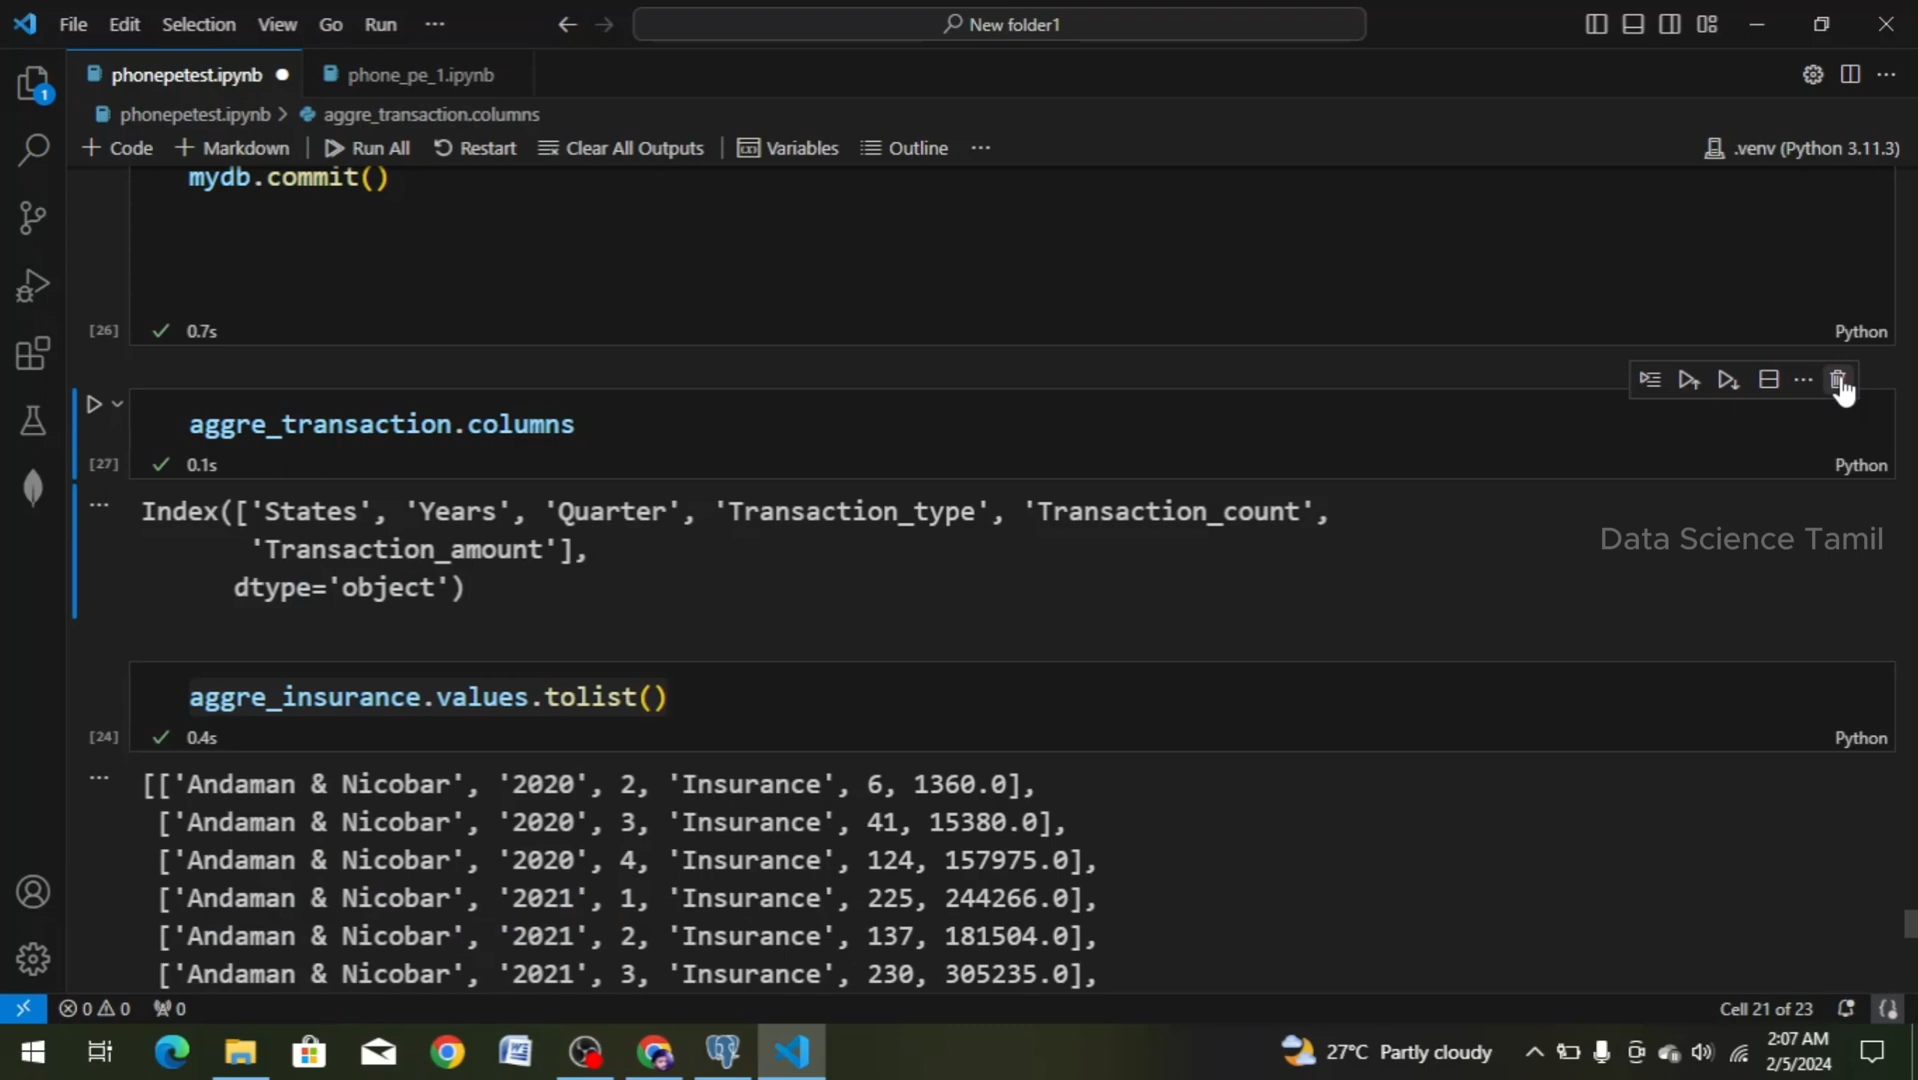 File Edit Selection View Go Run ··· New folder1
phonepetest.ipynb phone_pe_1.ipynb
phonepetest.ipynb > aggre_transaction.columns
+ Code + Markdown Run All Restart Clear All Outputs Variables Outline ··· .venv (Python 3.11.3)
mydb.commit()
[26] 0.7s Python
aggre_transaction.columns
[27] 0.1s Python
Index(['States', 'Years', 'Quarter', 'Transaction_type', 'Transaction_count',
'Transaction_amount'],
dtype='object')
Data Science Tamil
aggre_insurance.values.tolist()
[24] 0.4s Python
[['Andaman & Nicobar', '2020', 2, 'Insurance', 6, 1360.0],
['Andaman & Nicobar', '2020', 3, 'Insurance', 41, 15380.0],
['Andaman & Nicobar', '2020', 4, 'Insurance', 124, 157975.0],
['Andaman & Nicobar', '2021', 1, 'Insurance', 225, 244266.0],
['Andaman & Nicobar', '2021', 2, 'Insurance', 137, 181504.0],
['Andaman & Nicobar', '2021', 3, 'Insurance', 230, 305235.0],
0 0 0 Cell 21 of 23
27°C Partly cloudy 2:07 AM
2/5/2024
1